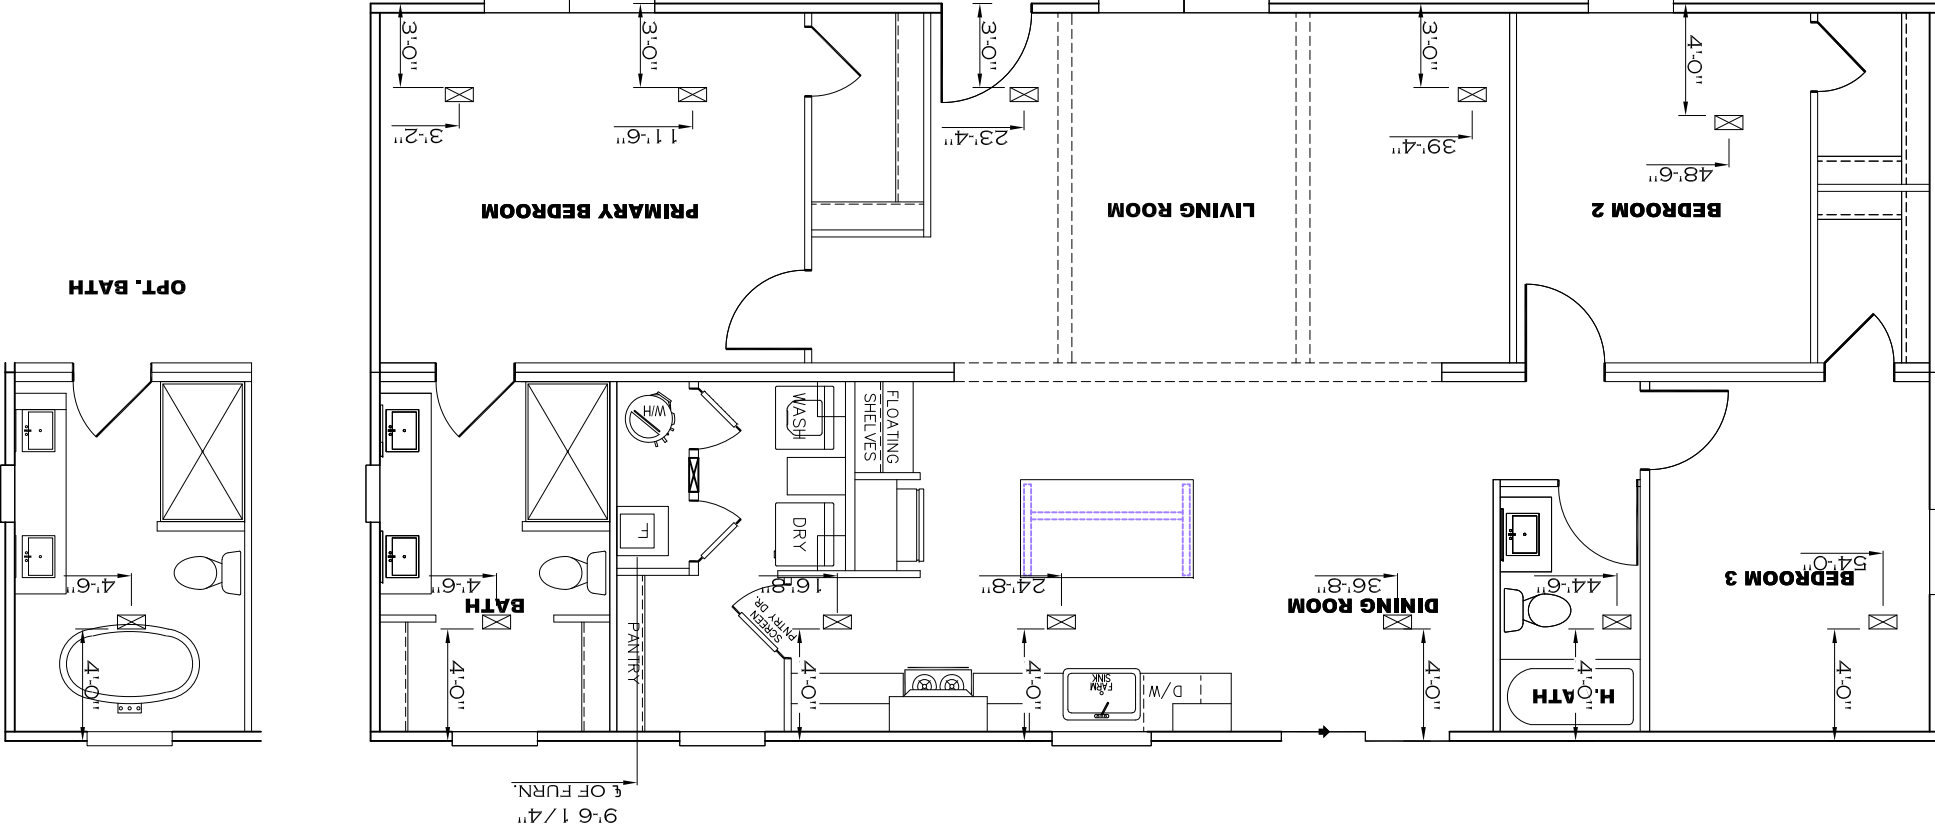 3'-0"
3'-0"
3'-0"
3'-0"
4'-0"
3'-2"
11'-6"
23'-4"
39'-4"
48'-6"
PRIMARY BEDROOM
LIVING ROOM
BEDROOM 2
OPT. BATH
W/H
WASH
FLOATING
SHELVES
F
DRY
4'-6"
4'-6"
16'-8"
24'-8"
36'-8"
44'-6"
54'-0"
BATH
SCREEN
PNTRY DR.
DINING ROOM
BEDROOM 3
PANTRY
4'-0"
4'-0"
4'-0"
4'-0"
FARM
SINK
D/W
4'-0"
4'-0"
H. BATH
4'-0"
℄ OF FURN.
9'-6 1/4"